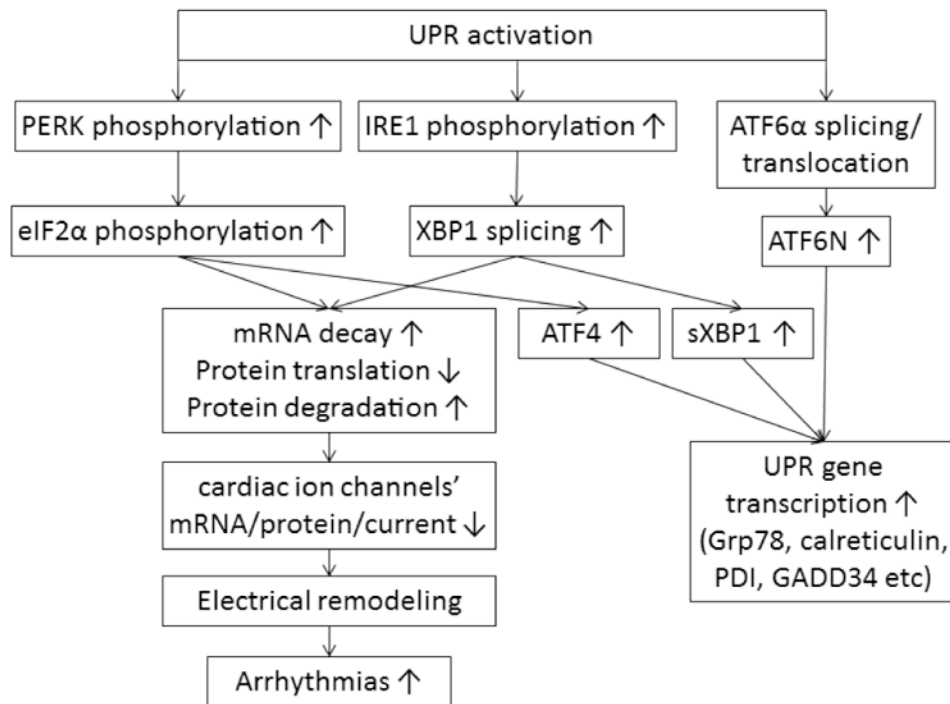 UPR activation
PERK phosphorylation ↑
IRE1 phosphorylation ↑
ATF6α splicing/
translocation
eIF2α phosphorylation ↑
XBP1 splicing ↑
ATF6N ↑
mRNA decay ↑
Protein translation ↓
Protein degradation ↑
ATF4 ↑
sXBP1 ↑
cardiac ion channels’
mRNA/protein/current ↓
UPR gene
transcription ↑
(Grp78, calreticulin,
PDI, GADD34 etc)
Electrical remodeling
Arrhythmias ↑